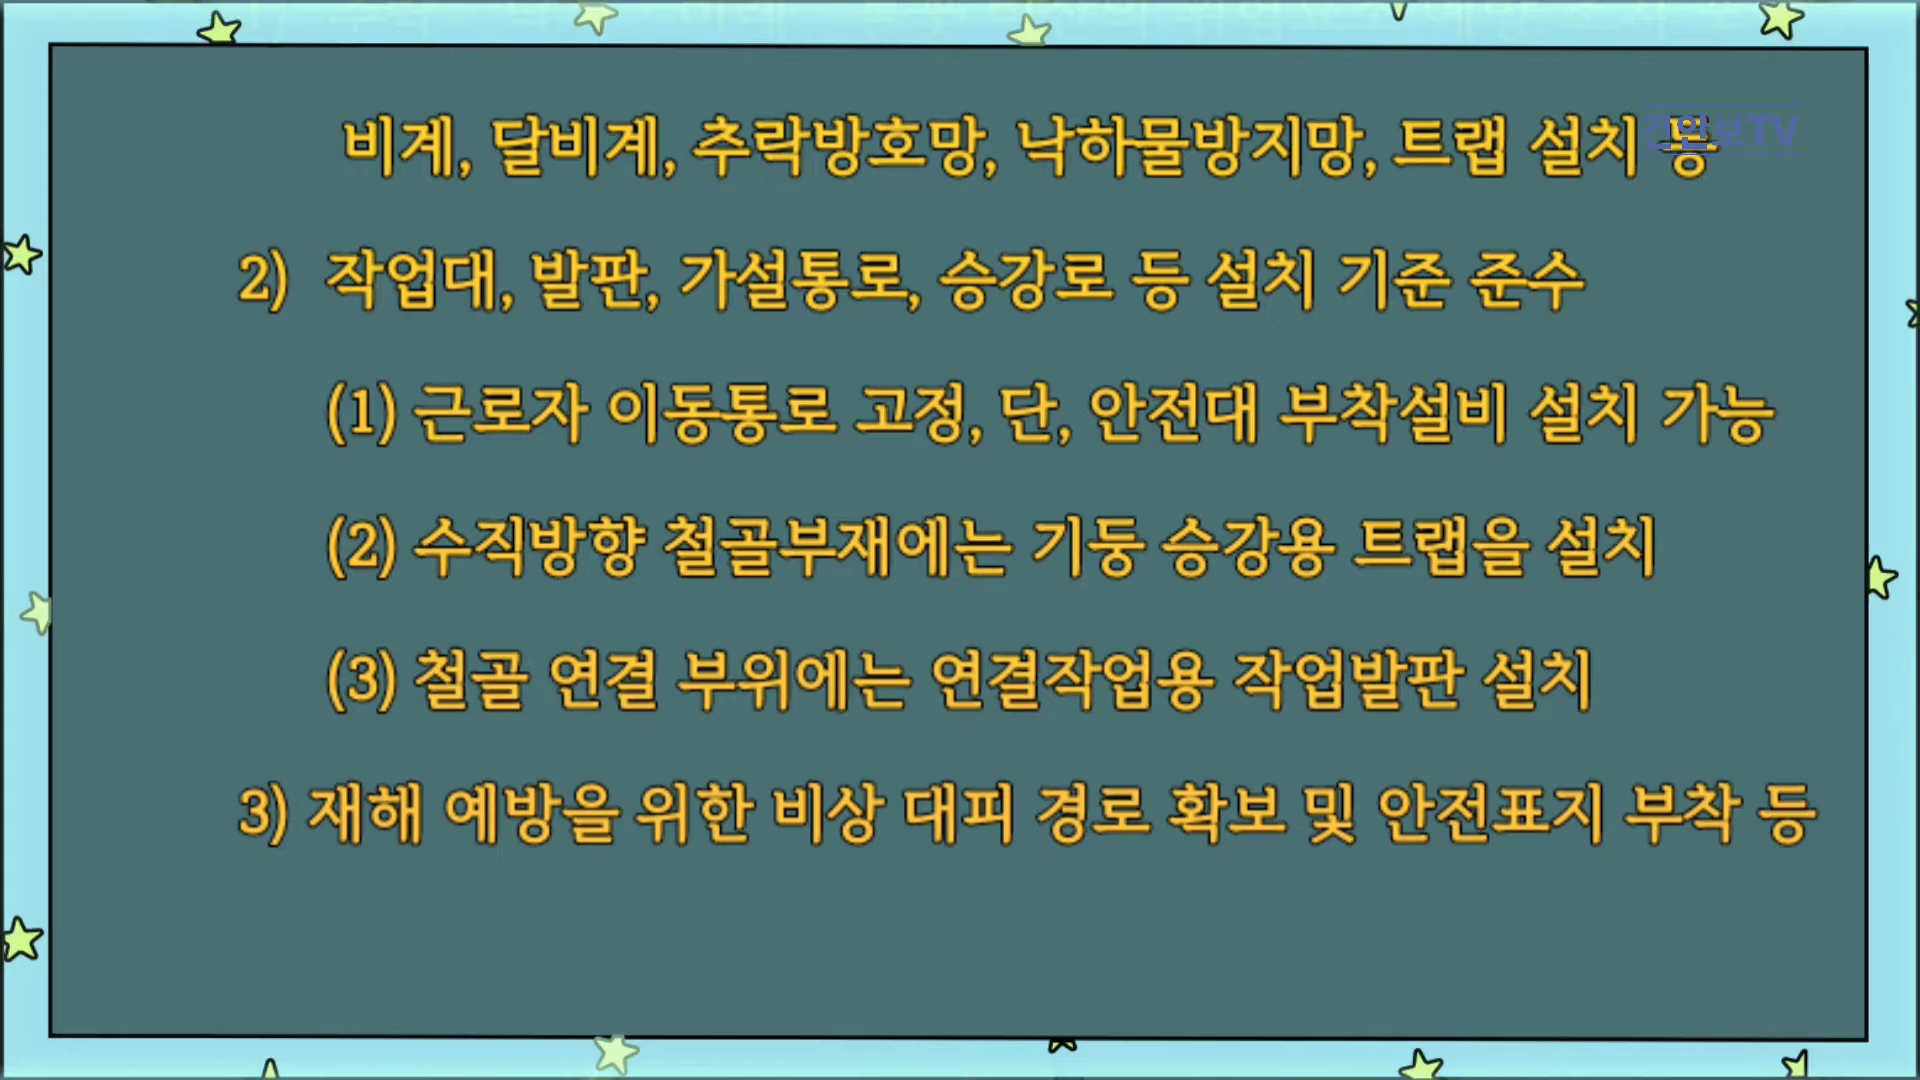 비계, 달비계, 추락방호망, 낙하물방지망, 트랩 설치 등
건안보TV
2) 작업대, 발판, 가설통로, 승강로 등 설치 기준 준수
(1) 근로자 이동통로 고정, 단, 안전대 부착설비 설치 가능
(2) 수직방향 철골부재에는 기둥 승강용 트랩을 설치
(3) 철골 연결 부위에는 연결작업용 작업발판 설치
3) 재해 예방을 위한 비상 대피 경로 확보 및 안전표지 부착 등